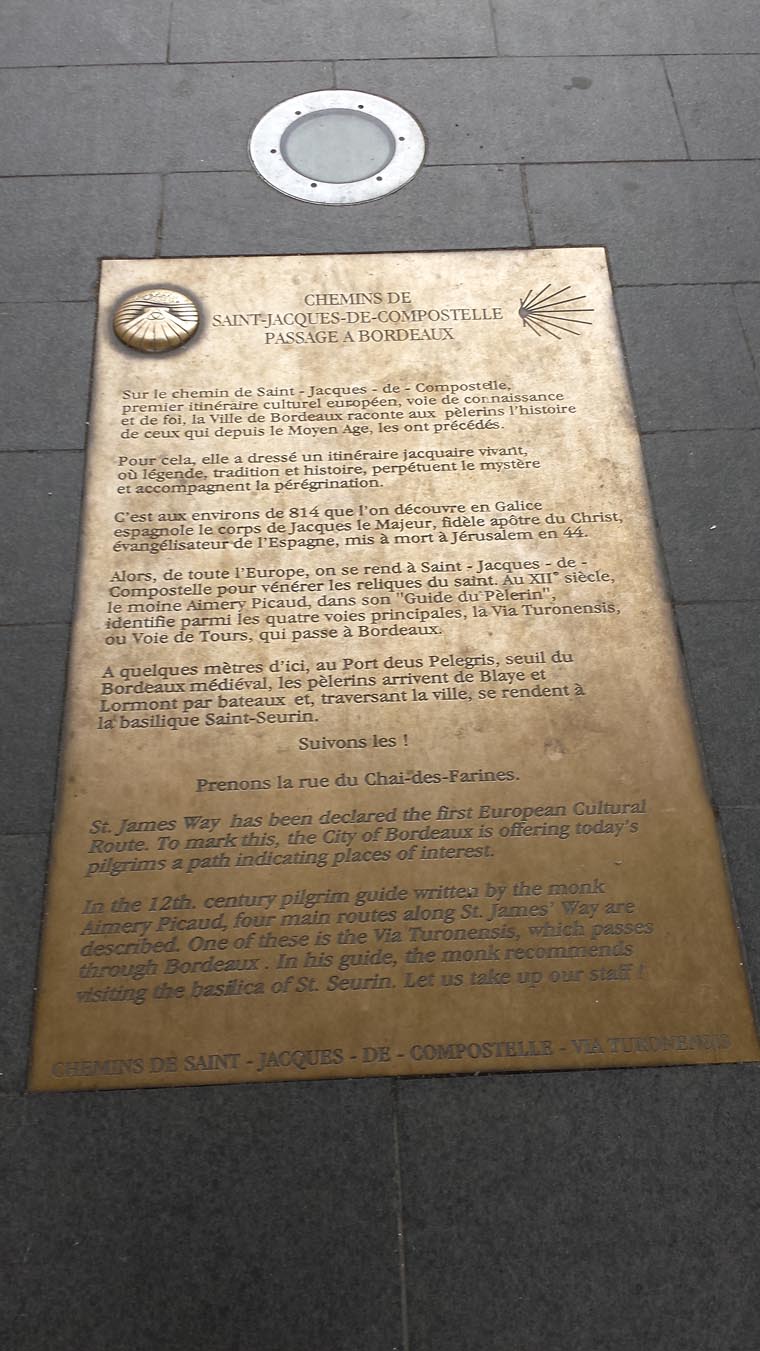 CHEMINS DE
SAINT-JACQUES-DE-COMPOSTELLE
PASSAGE A BORDEAUX
Sur le chemin de Saint - Jacques - de - Compostelle,
premier itinéraire culturel européen, voie de connaissance
et de foi, la Ville de Bordeaux raconte aux pèlerins l'histoire
de ceux qui depuis le Moyen Age, les ont précédés.
Pour cela, elle a dressé un itinéraire jacquaire vivant,
où légende, tradition et histoire, perpétuent le mystère
et accompagnent la pérégrination.
C'est aux environs de 814 que l'on découvre en Galice
espagnole le corps de Jacques le Majeur, fidèle apôtre du Christ,
évangélisateur de l'Espagne, mis à mort à Jérusalem en 44.
Alors, de toute l'Europe, on se rend à Saint - Jacques - de -
Compostelle pour vénérer les reliques du saint. Au XII° siècle,
le moine Aimery Picaud, dans son "Guide du Pèlerin",
identifie parmi les quatre voies principales, la Via Turonensis,
ou Voie de Tours, qui passe à Bordeaux.
A quelques mètres d'ici, au Port deus Pelegris, seuil du
Bordeaux médiéval, les pèlerins arrivent de Blaye et
Lormont par bateaux et, traversant la ville, se rendent à
la basilique Saint-Seurin.
Suivons les !
Prenons la rue du Chai-des-Farines.
St. James Way has been declared the first European Cultural
Route. To mark this, the City of Bordeaux is offering today's
pilgrims a path indicating places of interest.
In the 12th. century pilgrim guide written by the monk
Aimery Picaud, four main routes along St. James' Way are
described. One of these is the Via Turonensis, which passes
through Bordeaux . In his guide, the monk recommends
visiting the basilica of St. Seurin. Let us take up our staff !
CHEMINS DE SAINT - JACQUES - DE - COMPOSTELLE - VIA TURONENSIS